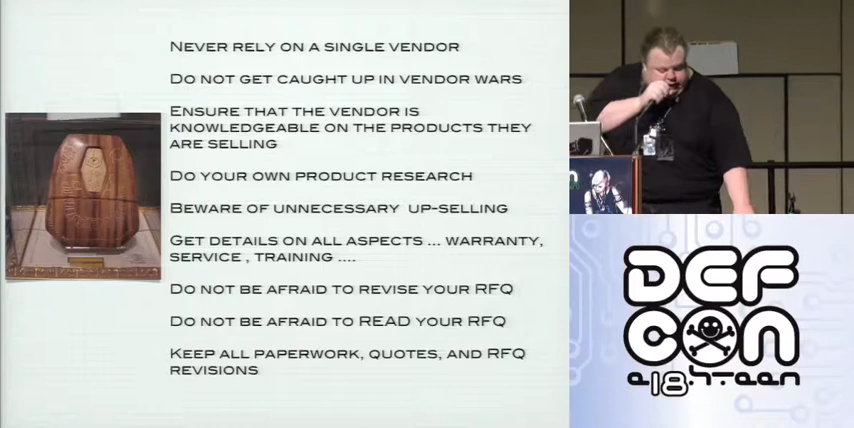 Never rely on a single vendor
Do not get caught up in vendor wars
Ensure that the vendor is
knowledgeable on the products they
are selling
Do your own product research
Beware of unnecessary up-selling
Get details on all aspects ... warranty,
service , training ....
Do not be afraid to revise your RFQ
Do not be afraid to READ your RFQ
Keep all paperwork, quotes, and RFQ
revisions
DEF
CON
e18hteen